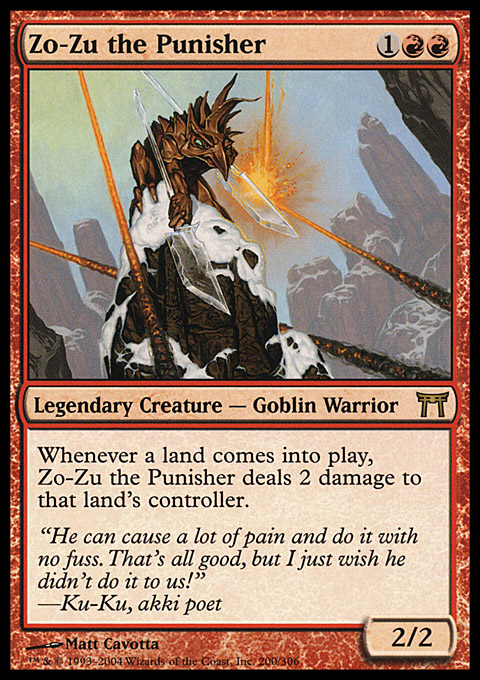 Zo-Zu the Punisher 1
Legendary Creature — Goblin Warrior
Whenever a land comes into play,
Zo-Zu the Punisher deals 2 damage to
that land's controller.
“He can cause a lot of pain and do it with
no fuss. That's all good, but I just wish he
didn't do it to us!”
—Ku-Ku, akki poet
2/2
Matt Cavotta
™ & © 1993–2004 Wizards of the Coast, Inc. 200/306